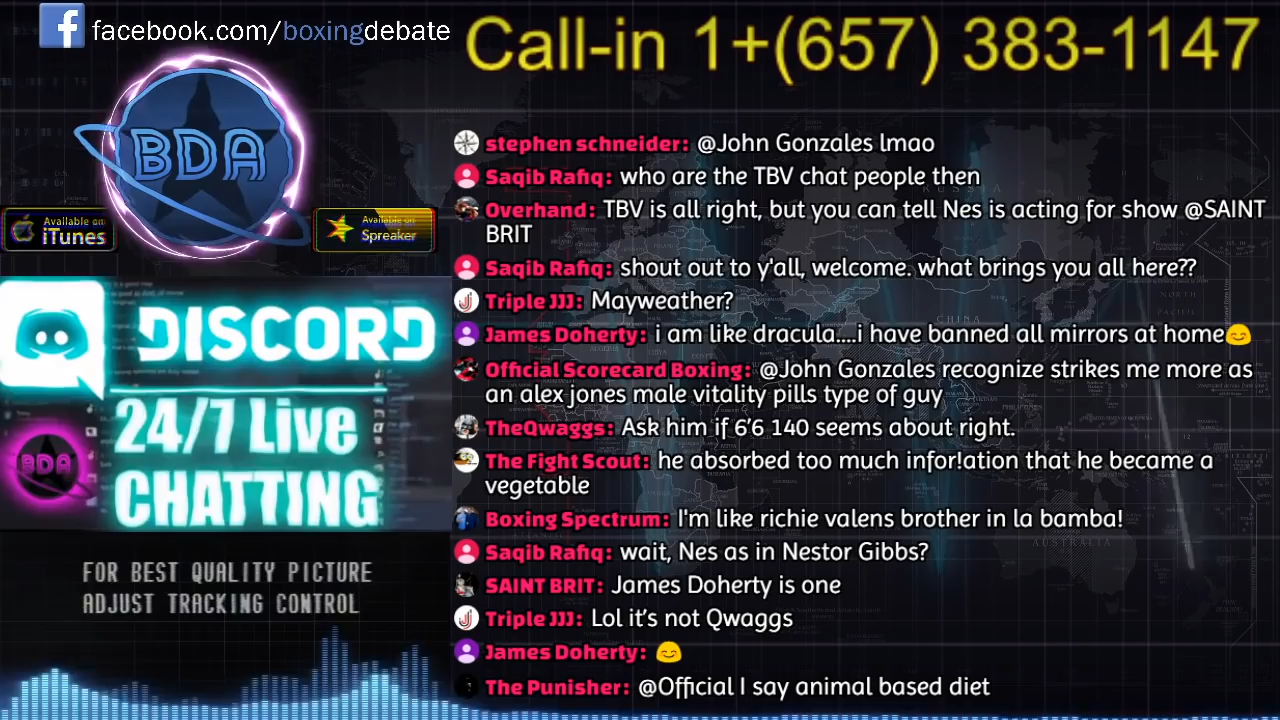 facebook.com/boxingdebate
Call-in 1+(657) 383-1147
BDA
Available on
iTunes
Available on
Spreaker
DISCORD
24/7 Live
CHATTING
BDA
FOR BEST QUALITY PICTURE
ADJUST TRACKING CONTROL
stephen schneider: @John Gonzales lmao
Saqib Rafiq: who are the TBV chat people then
Overhand: TBV is all right, but you can tell Nes is acting for show @SAINT
BRIT
Saqib Rafiq: shout out to y'all, welcome. what brings you all here??
Triple JJJ: Mayweather?
James Doherty: i am like dracula....i have banned all mirrors at home😊
Official Scorecard Boxing: @John Gonzales recognize strikes me more as
an alex jones male vitality pills type of guy
TheQwaggs: Ask him if 6'6 140 seems about right.
The Fight Scout: he absorbed too much infor!ation that he became a
vegetable
Boxing Spectrum: I'm like richie valens brother in la bamba!
Saqib Rafiq: wait, Nes as in Nestor Gibbs?
SAINT BRIT: James Doherty is one
Triple JJJ: Lol it's not Qwaggs
James Doherty: 😊
The Punisher: @Official I say animal based diet
RUSSIA
CHINA
AUSTRALIA